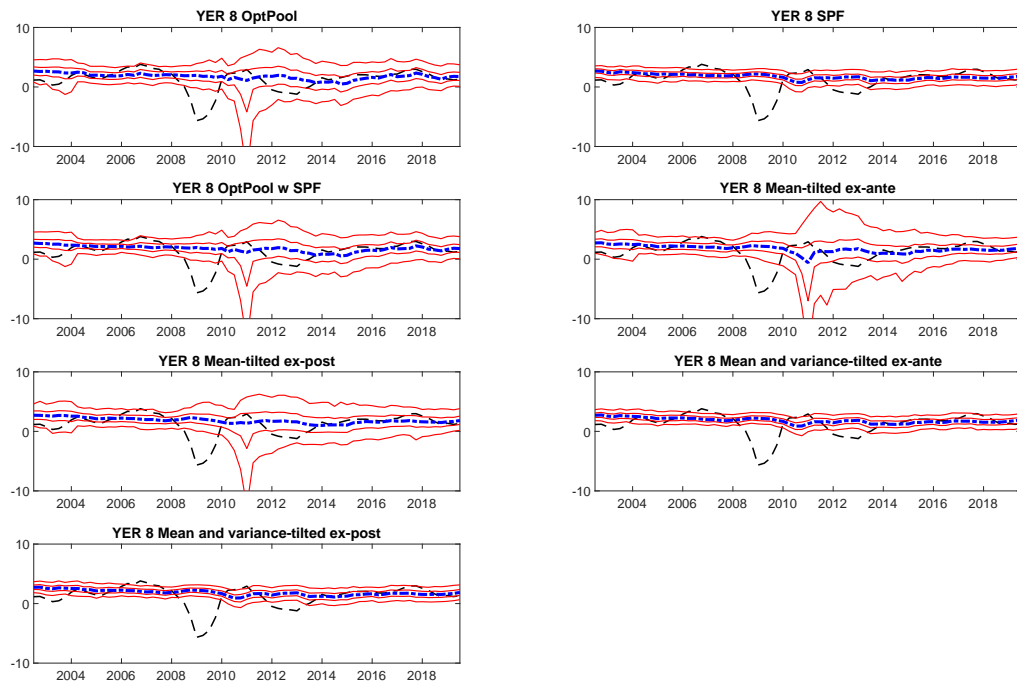 YER 8 OptPool
10
0
-10
2004 2006 2008 2010 2012 2014 2016 2018
YER 8 SPF
10
0
-10
2004 2006 2008 2010 2012 2014 2016 2018
YER 8 OptPool w SPF
10
0
-10
2004 2006 2008 2010 2012 2014 2016 2018
YER 8 Mean-tilted ex-ante
10
0
-10
2004 2006 2008 2010 2012 2014 2016 2018
YER 8 Mean-tilted ex-post
10
0
-10
2004 2006 2008 2010 2012 2014 2016 2018
YER 8 Mean and variance-tilted ex-ante
10
0
-10
2004 2006 2008 2010 2012 2014 2016 2018
YER 8 Mean and variance-tilted ex-post
10
0
-10
2004 2006 2008 2010 2012 2014 2016 2018